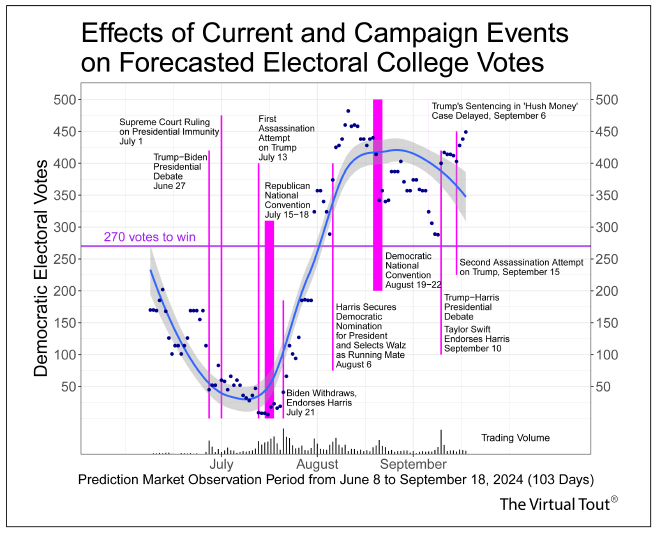 Effects of Current and Campaign Events
on Forecasted Electoral College Votes
Democratic Electoral Votes
500
450
400
350
300
250
200
150
100
50
500
450
400
350
300
250
200
150
100
50
Supreme Court Ruling
on Presidential Immunity
July 1
Trump−Biden
Presidential
Debate
June 27
First
Assassination
Attempt
on Trump
July 13
Republican
National
Convention
July 15−18
Trump's Sentencing in 'Hush Money'
Case Delayed, September 6
270 votes to win
Democratic
National
Convention
August 19−22
Second Assassination Attempt
on Trump, September 15
Harris Secures
Democratic
Nomination
for President
and Selects Walz
as Running Mate
August 6
Trump−Harris
Presidential
Debate
Taylor Swift
Endorses Harris
September 10
Biden Withdraws,
Endorses Harris
July 21
Trading Volume
July
August
September
Prediction Market Observation Period from June 8 to September 18, 2024 (103 Days)
The Virtual Tout®